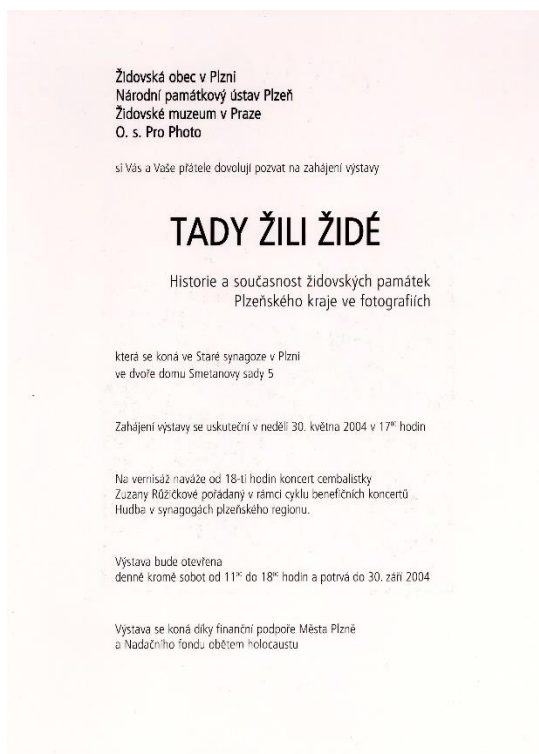 Židovská obec v Plzni
Národní památkový ústav Plzeň
Židovské muzeum v Praze
O. s. Pro Photo
si Vás a Vaše přátele dovolují pozvat na zahájení výstavy
TADY ŽILI ŽIDÉ
Historie a současnost židovských památek
Plzeňského kraje ve fotografiích
která se koná ve Staré synagoze v Plzni
ve dvoře domu Smetanovy sady 5
Zahájení výstavy se uskuteční v neděli 30. května 2004 v 17⁰⁰ hodin
Na vernisáž naváže od 18-ti hodin koncert cembalistky
Zuzany Růžičkové pořádaný v rámci cyklu benefičních koncertů
Hudba v synagogách plzeňského regionu.
Výstava bude otevřena
denně kromě sobot od 11⁰⁰ do 18⁰⁰ hodin a potrvá do 30. září 2004
Výstava se koná díky finanční podpoře Města Plzně
a Nadačního fondu obětem holocaustu